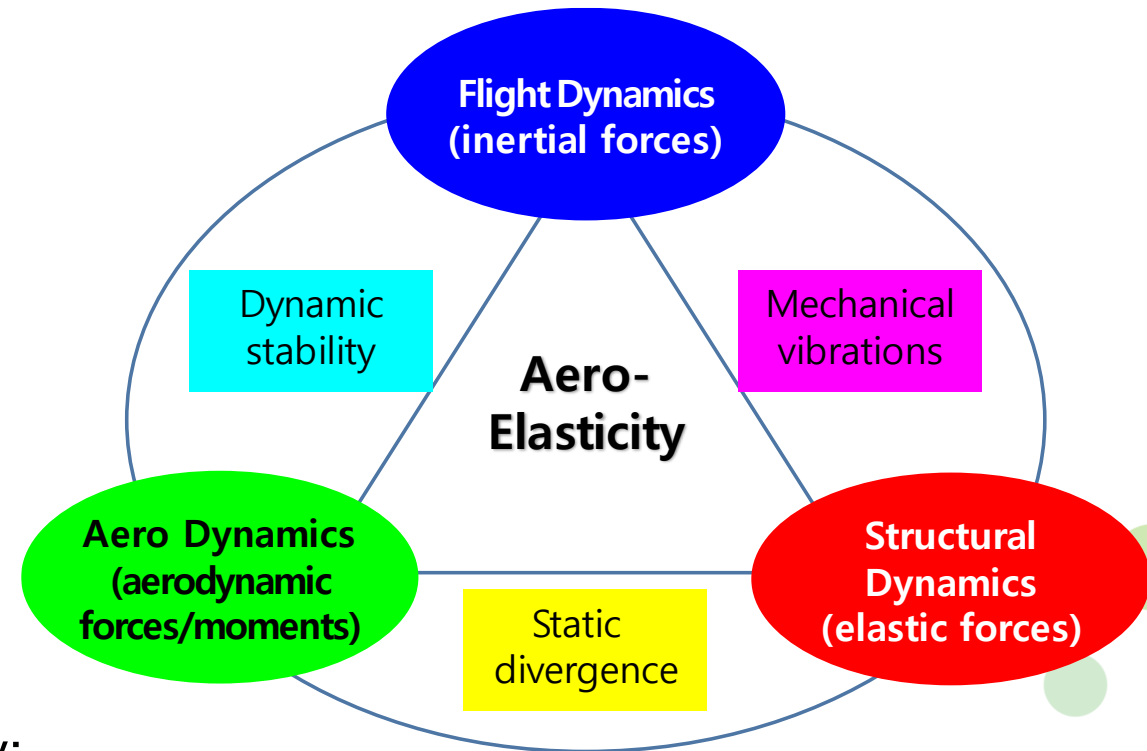 Flight Dynamics
(inertial forces)
Dynamic
stability
Mechanical
vibrations
Aero-
Elasticity
Aero Dynamics
(aerodynamic
forces/moments)
Structural
Dynamics
(elastic forces)
Static
divergence